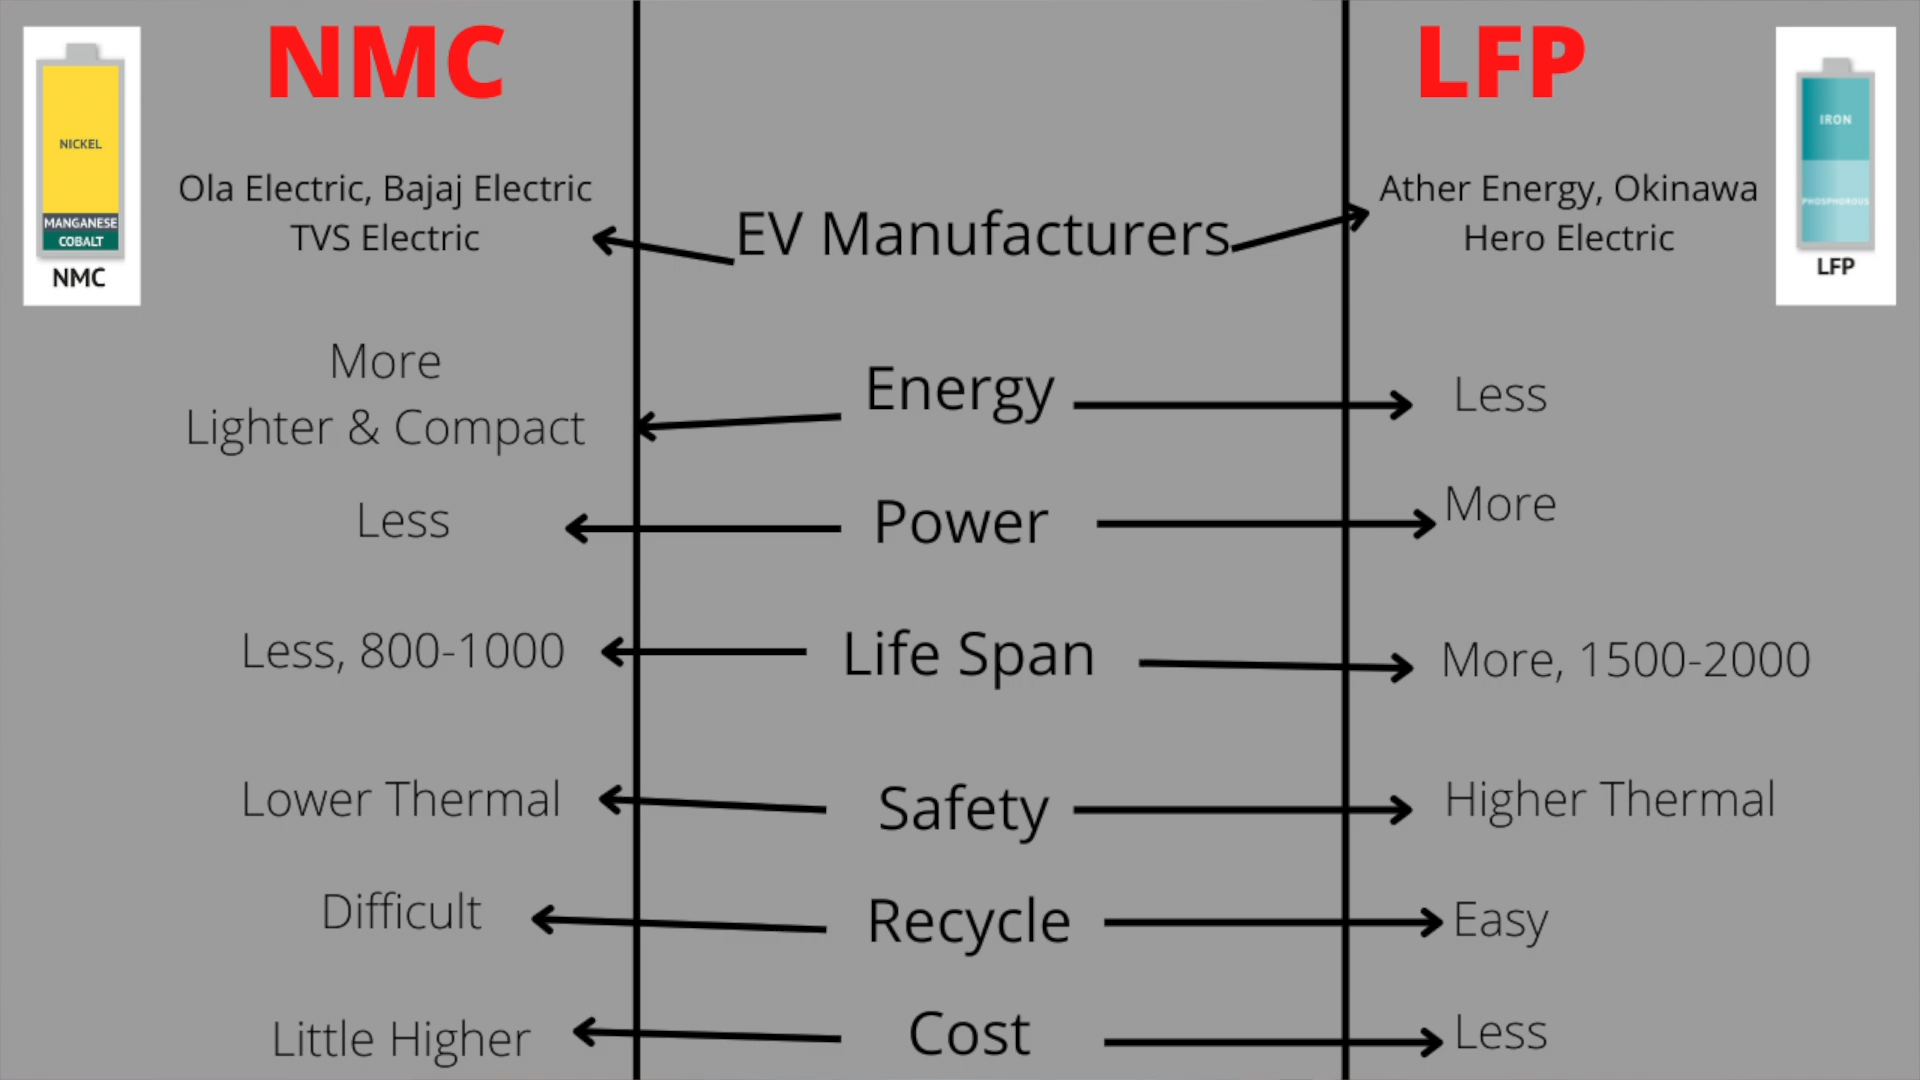 NMC
LFP
NICKEL
MANGANESE
COBALT
NMC
IRON
PHOSPHOROUS
LFP
Ola Electric, Bajaj Electric
TVS Electric
EV Manufacturers
Ather Energy, Okinawa
Hero Electric
More
Lighter & Compact
Energy
Less
Less
Power
More
Less, 800-1000
Life Span
More, 1500-2000
Lower Thermal
Safety
Higher Thermal
Difficult
Recycle
Easy
Little Higher
Cost
Less